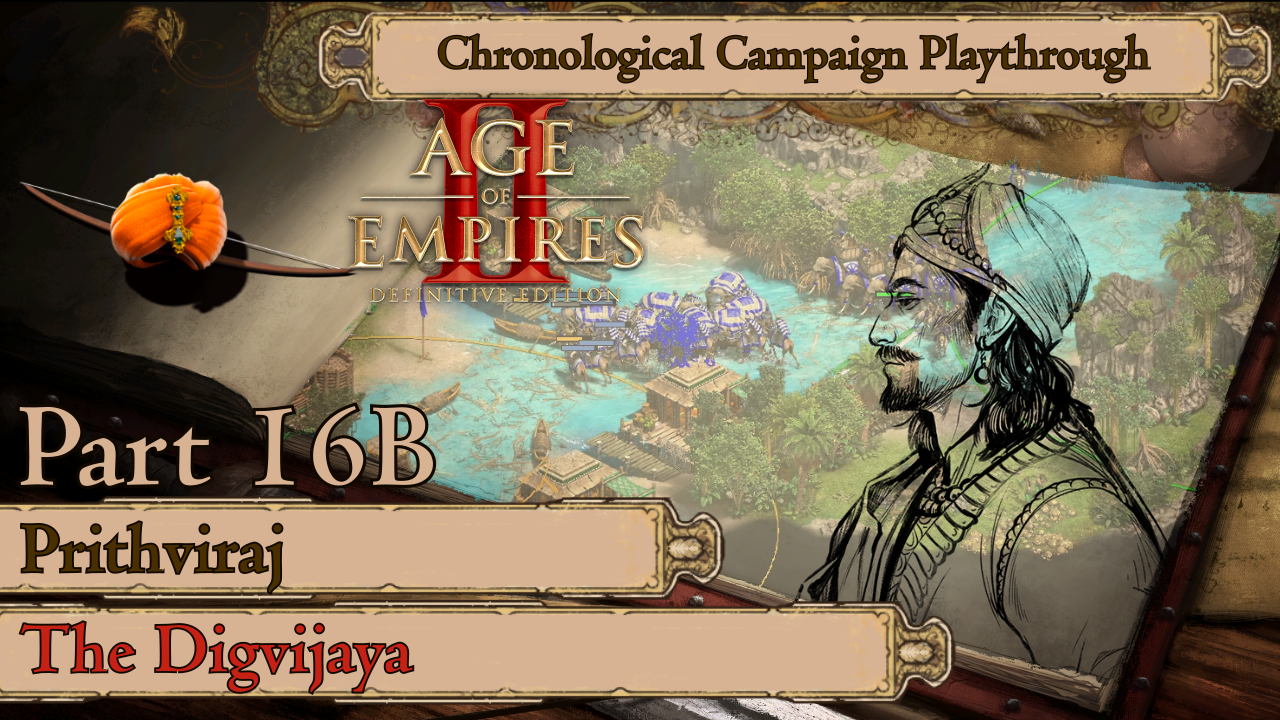 Chronological Campaign Playthrough
II
AGE
OF
EMPIRES
DEFINITIVE EDITION
Part 16B
Prithviraj
The Digvijaya